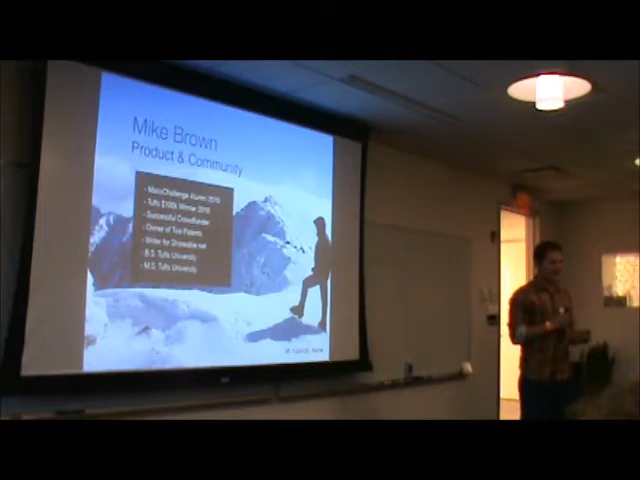 Mike Brown
Product & Community
- MassChallenge Alumni 2010
- Tufts $100k Winner 2010
- Successful Crowdfunder
- Owner of Two Patents
- Writer for Shareable.net
- B.S. Tufts University
- M.S. Tufts University